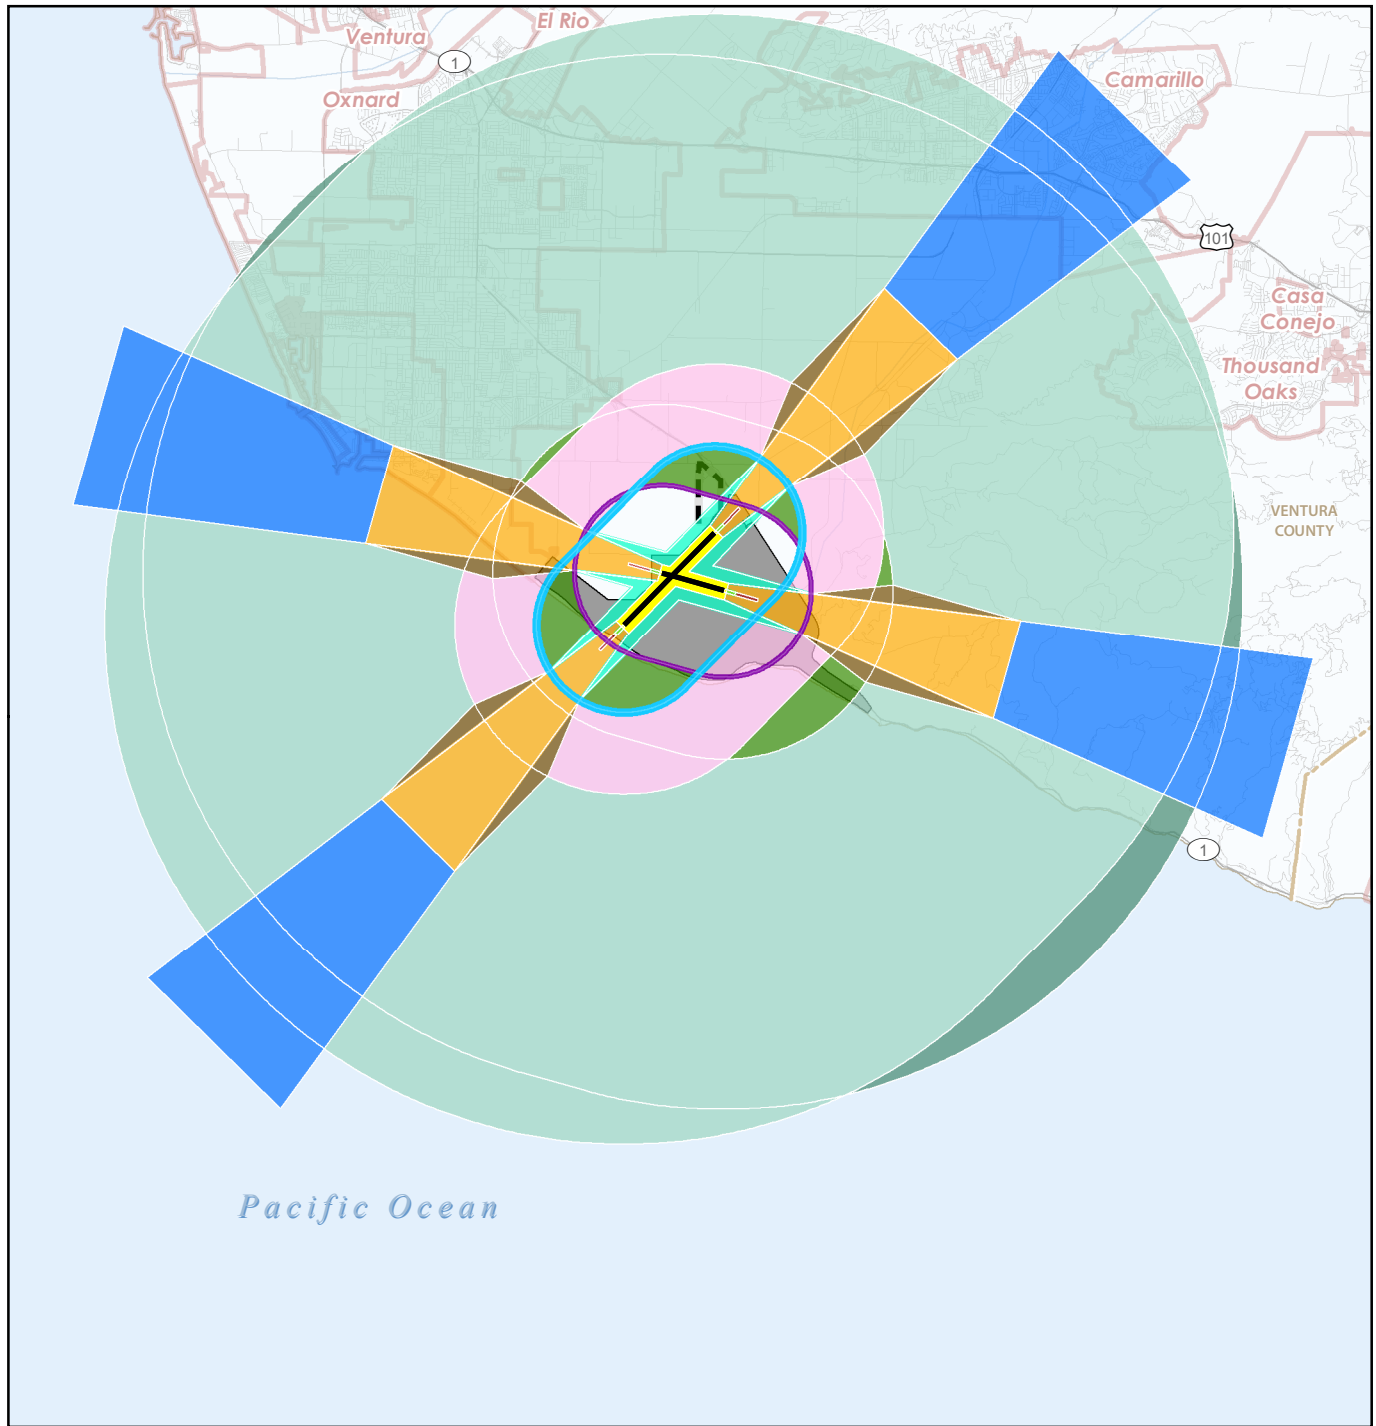 El Rio
Ventura
1
Oxnard
Camarillo
101
Casa
Conejo
Thousand
Oaks
VENTURA
COUNTY
1
Pacific Ocean